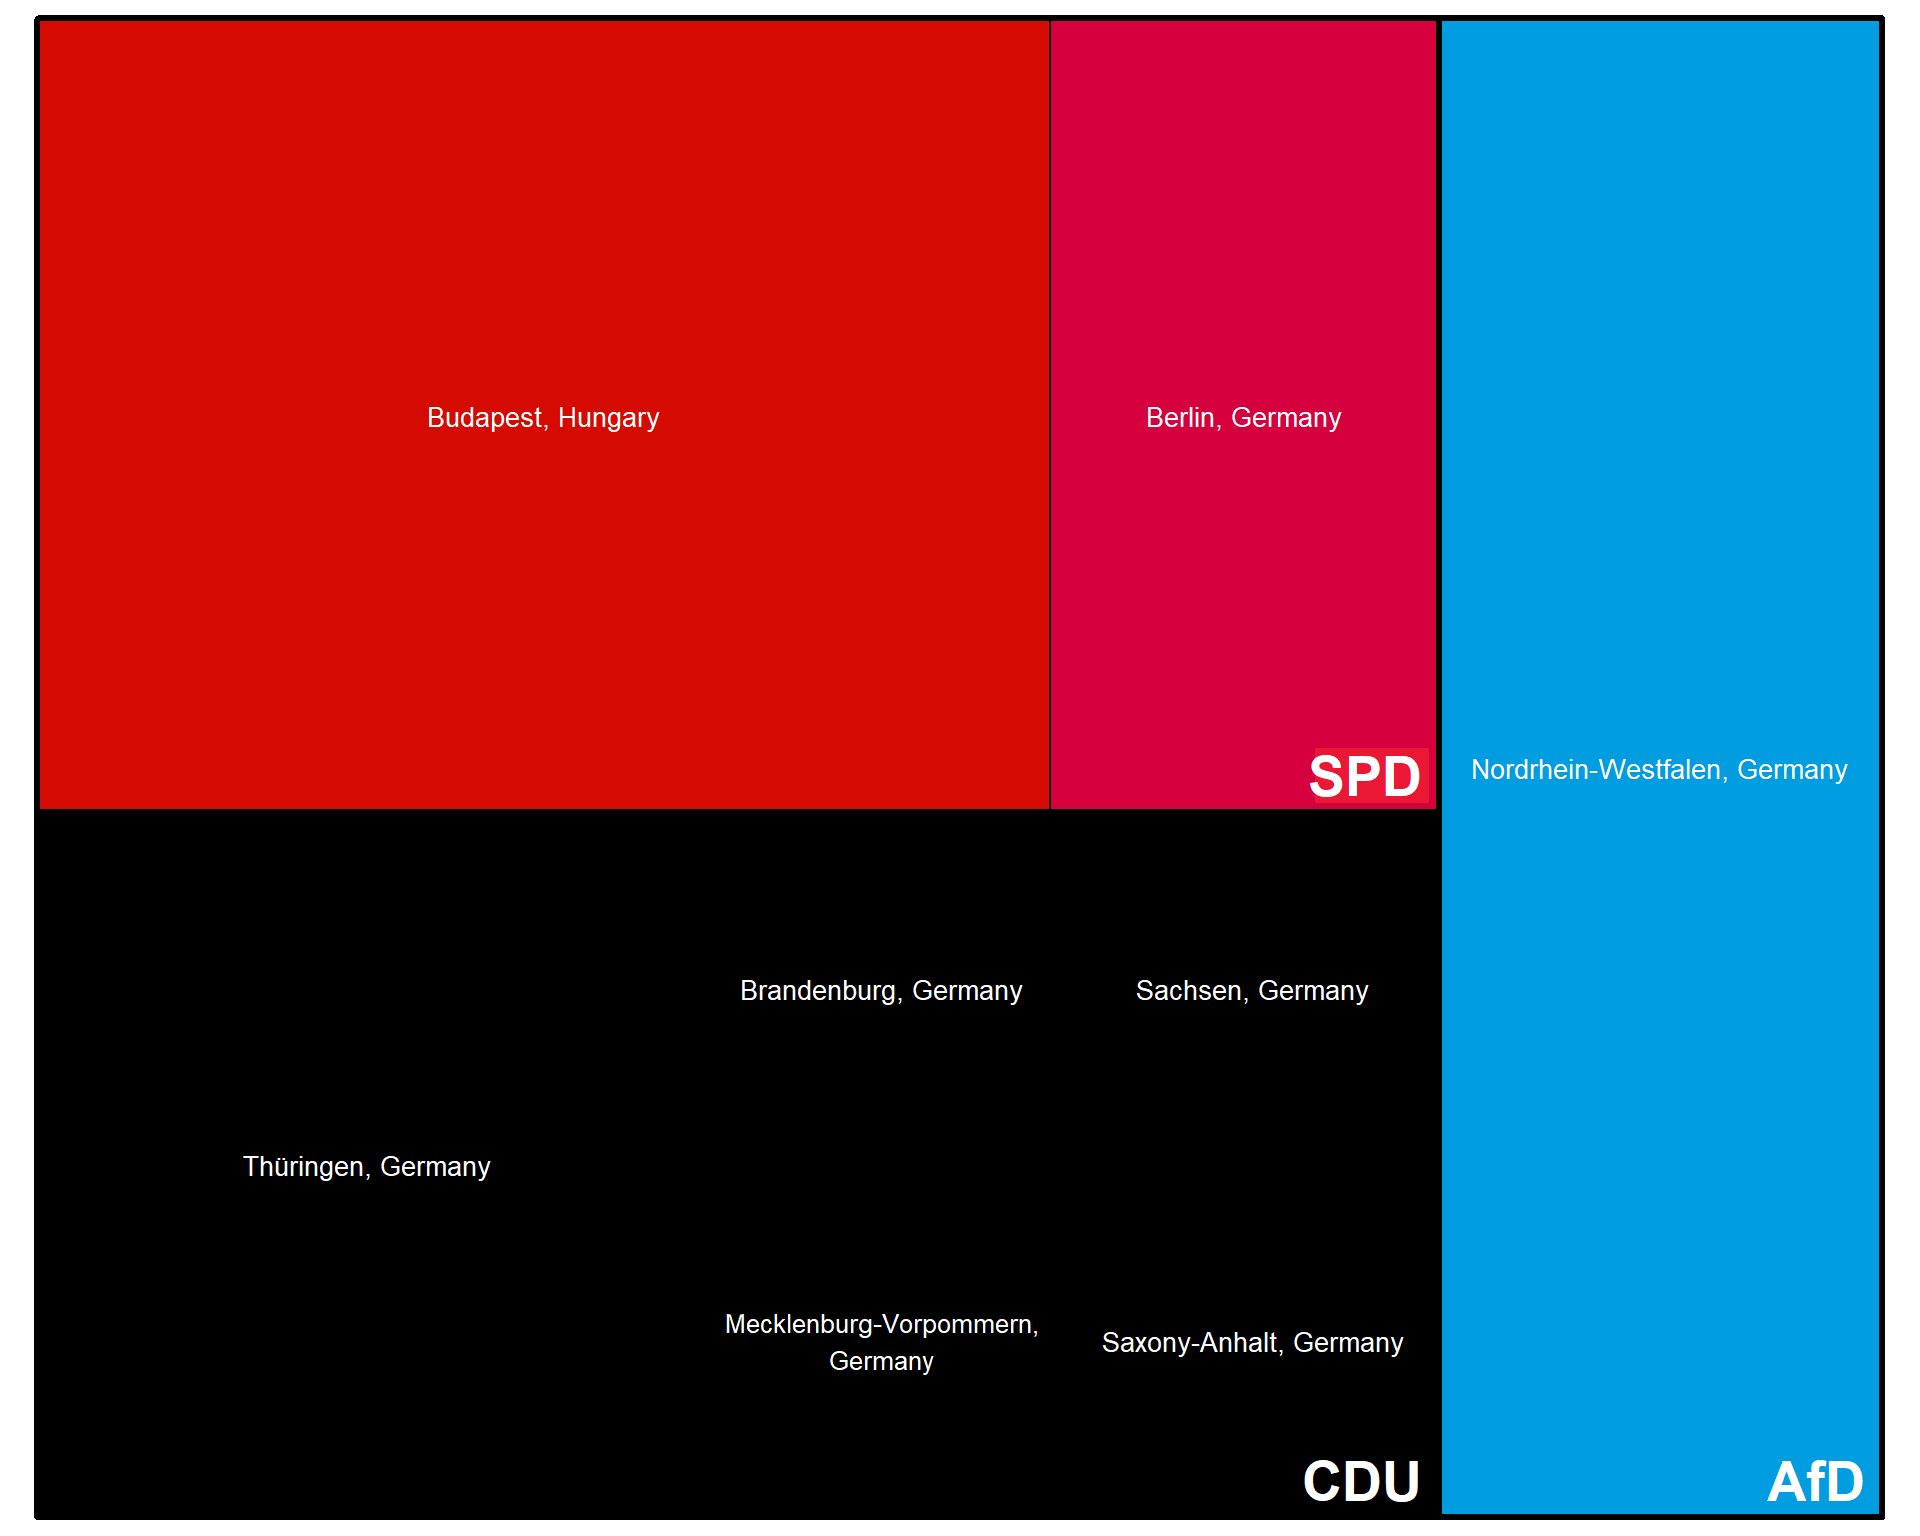 Budapest, Hungary
Berlin, Germany
SPD
Nordrhein-Westfalen, Germany
Brandenburg, Germany
Sachsen, Germany
Thüringen, Germany
Mecklenburg-Vorpommern,
Germany
Saxony-Anhalt, Germany
CDU
AfD